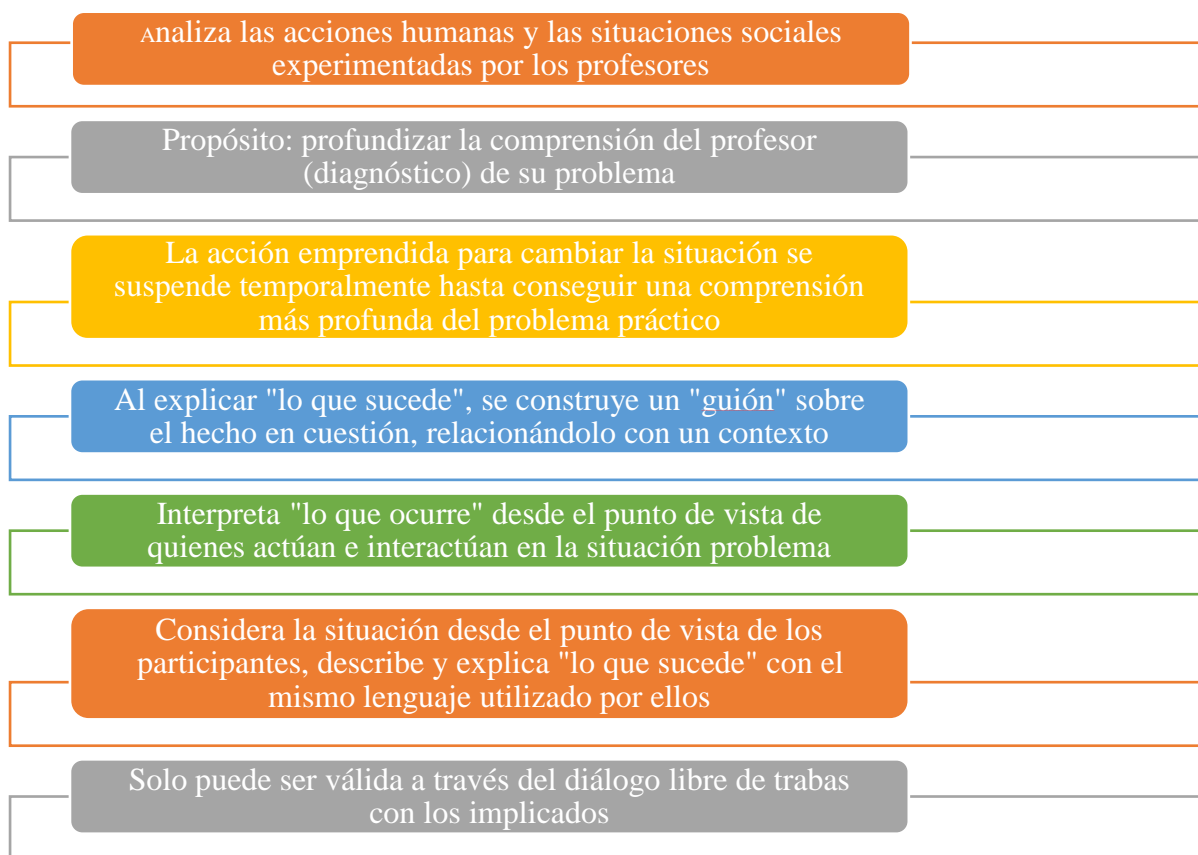 Analiza las acciones humanas y las situaciones sociales
experimentadas por los profesores
Propósito: profundizar la comprensión del profesor
(diagnóstico) de su problema
La acción emprendida para cambiar la situación se
suspende temporalmente hasta conseguir una comprensión
más profunda del problema práctico
Al explicar "lo que sucede", se construye un "guión" sobre
el hecho en cuestión, relacionándolo con un contexto
Interpreta "lo que ocurre" desde el punto de vista de
quienes actúan e interactúan en la situación problema
Considera la situación desde el punto de vista de los
participantes, describe y explica "lo que sucede" con el
mismo lenguaje utilizado por ellos
Solo puede ser válida a través del diálogo libre de trabas
con los implicados